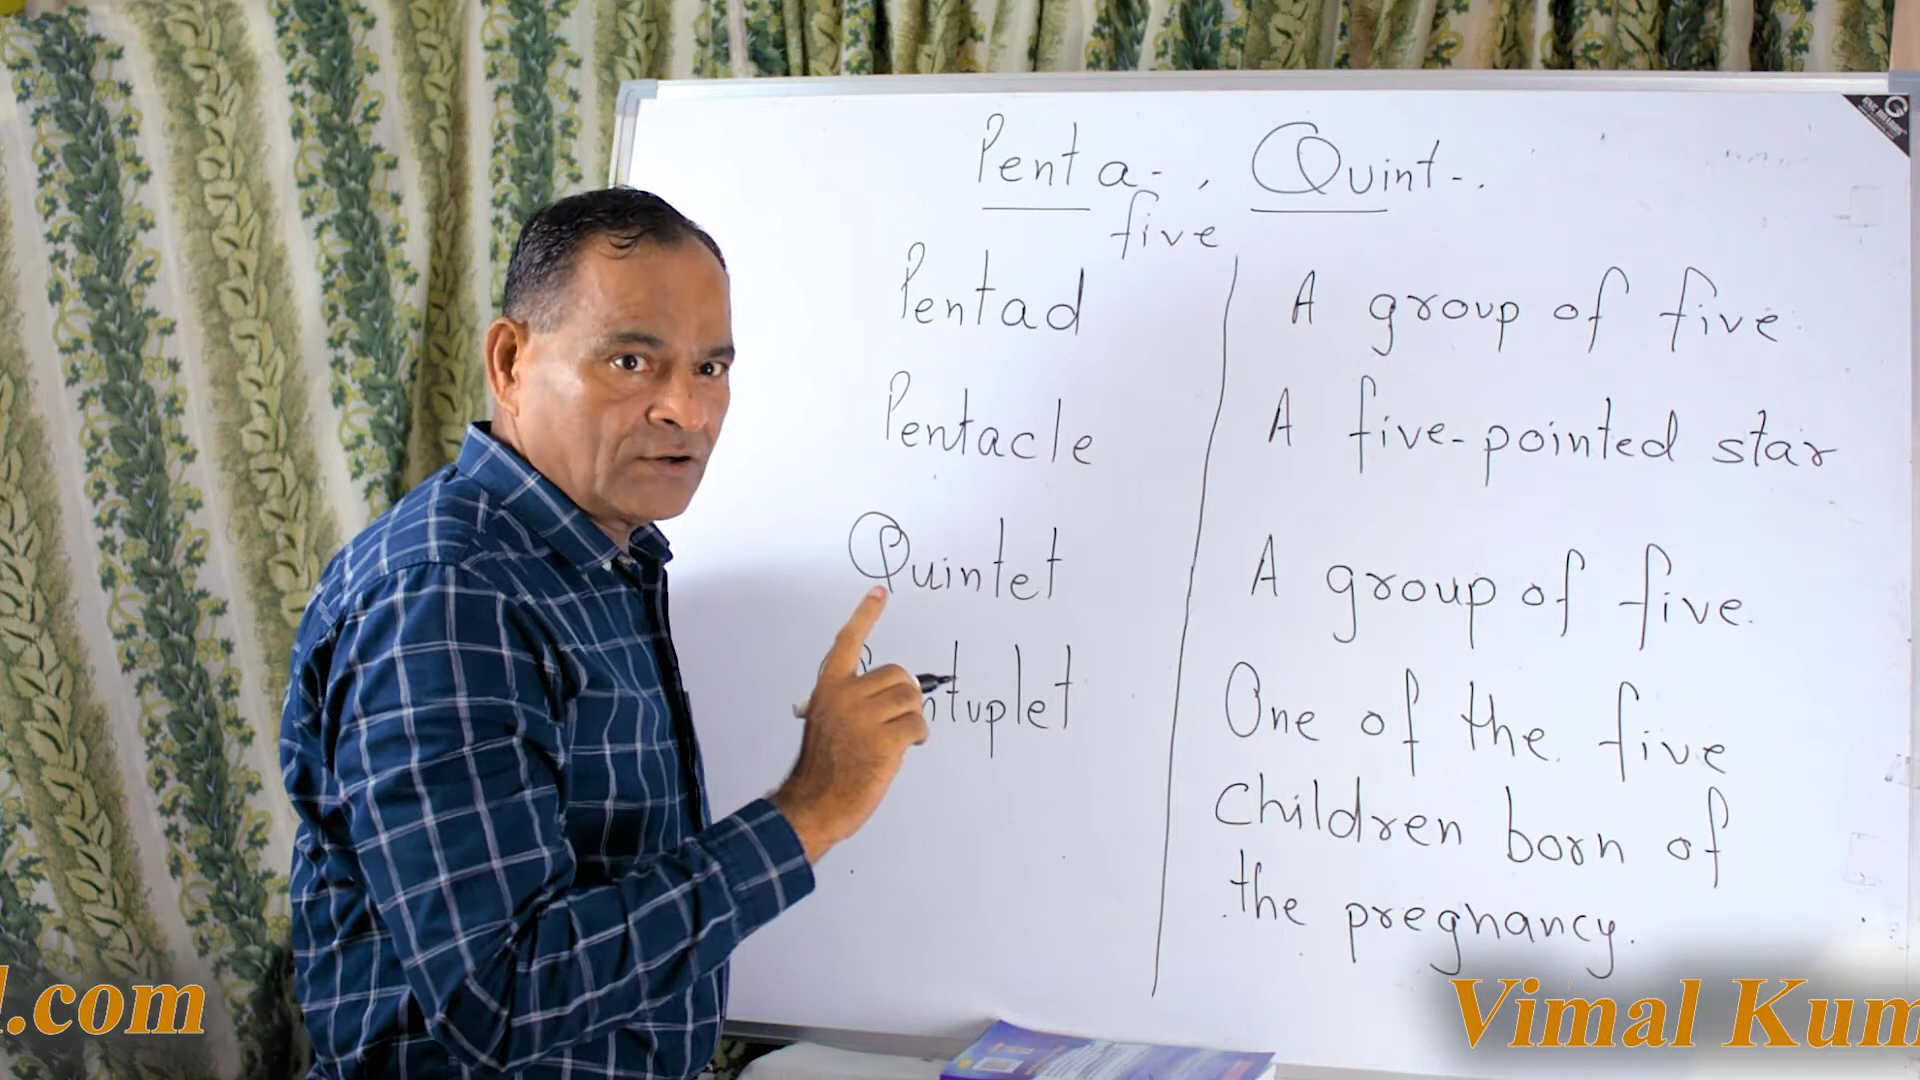 Penta-, Quint-.
five
Pentad A group of five.
Pentacle A five-pointed star
Quintet A group of five.
ntuplet One of the five
children born of
the pregnancy.
l.com
Vimal Kum